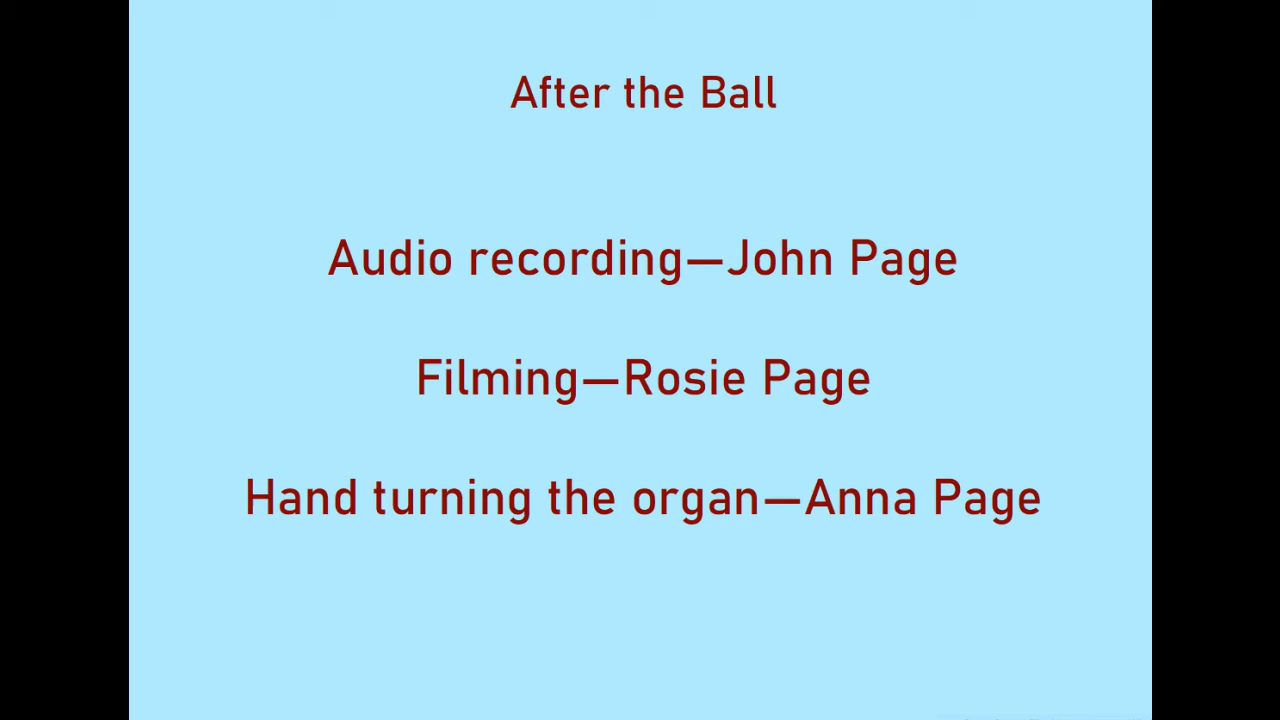 After the Ball
Audio recording—John Page
Filming—Rosie Page
Hand turning the organ—Anna Page